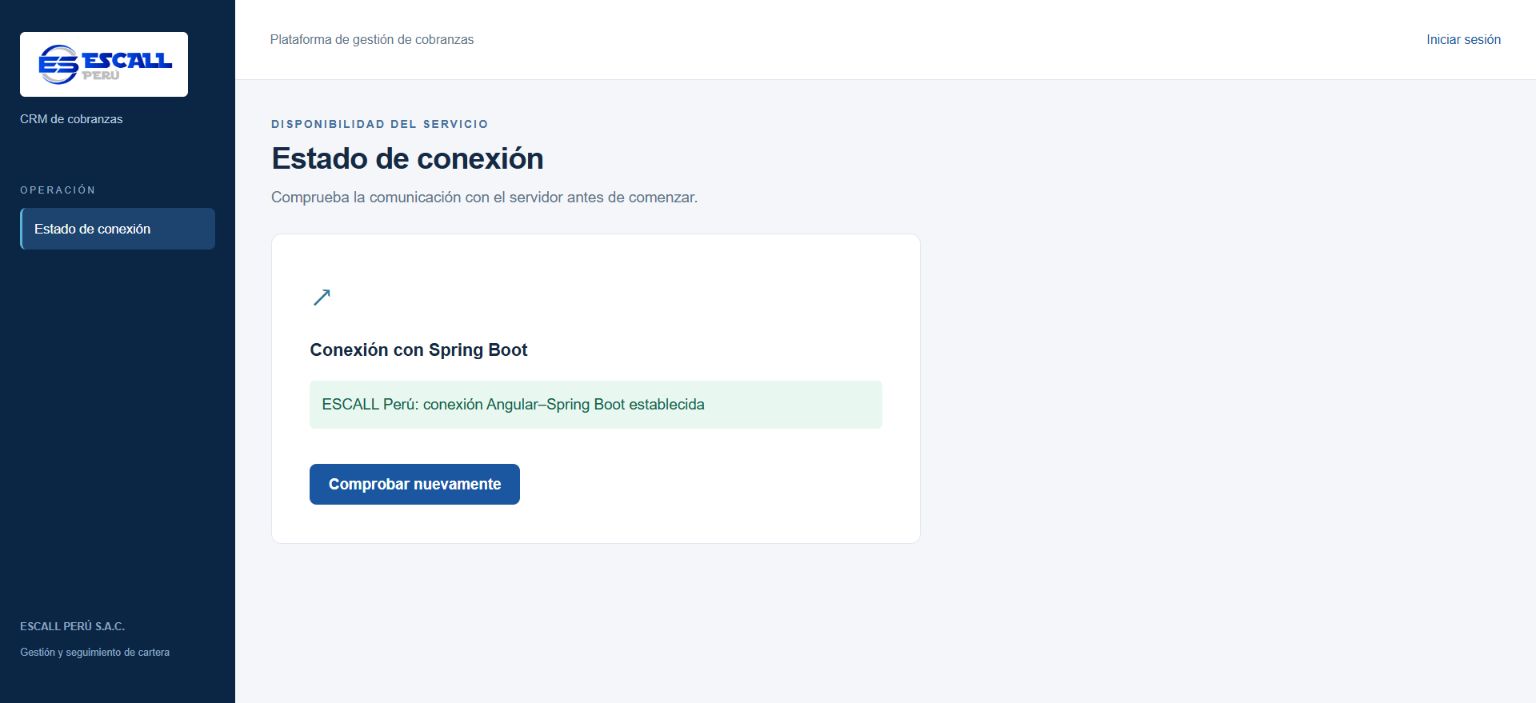 ES ESCALL
PERÚ
CRM de cobranzas
OPERACIÓN
Estado de conexión
ESCALL PERÚ S.A.C.
Gestión y seguimiento de cartera
Plataforma de gestión de cobranzas
Iniciar sesión
DISPONIBILIDAD DEL SERVICIO
Estado de conexión
Comprueba la comunicación con el servidor antes de comenzar.
Conexión con Spring Boot
ESCALL Perú: conexión Angular–Spring Boot establecida
Comprobar nuevamente